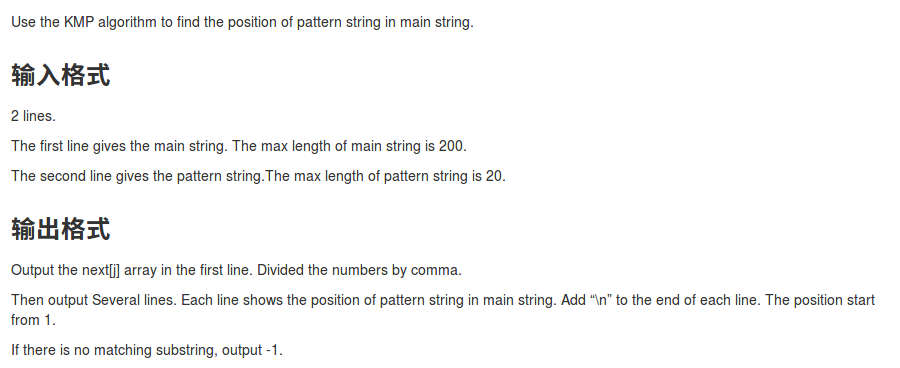 Use the KMP algorithm to find the position of pattern string in main string.
输入格式
2 lines.
The first line gives the main string. The max length of main string is 200.
The second line gives the pattern string.The max length of pattern string is 20.
输出格式
Output the next[j] array in the first line. Divided the numbers by comma.
Then output Several lines. Each line shows the position of pattern string in main string. Add “\n” to the end of each line. The position start
from 1.
If there is no matching substring, output -1.